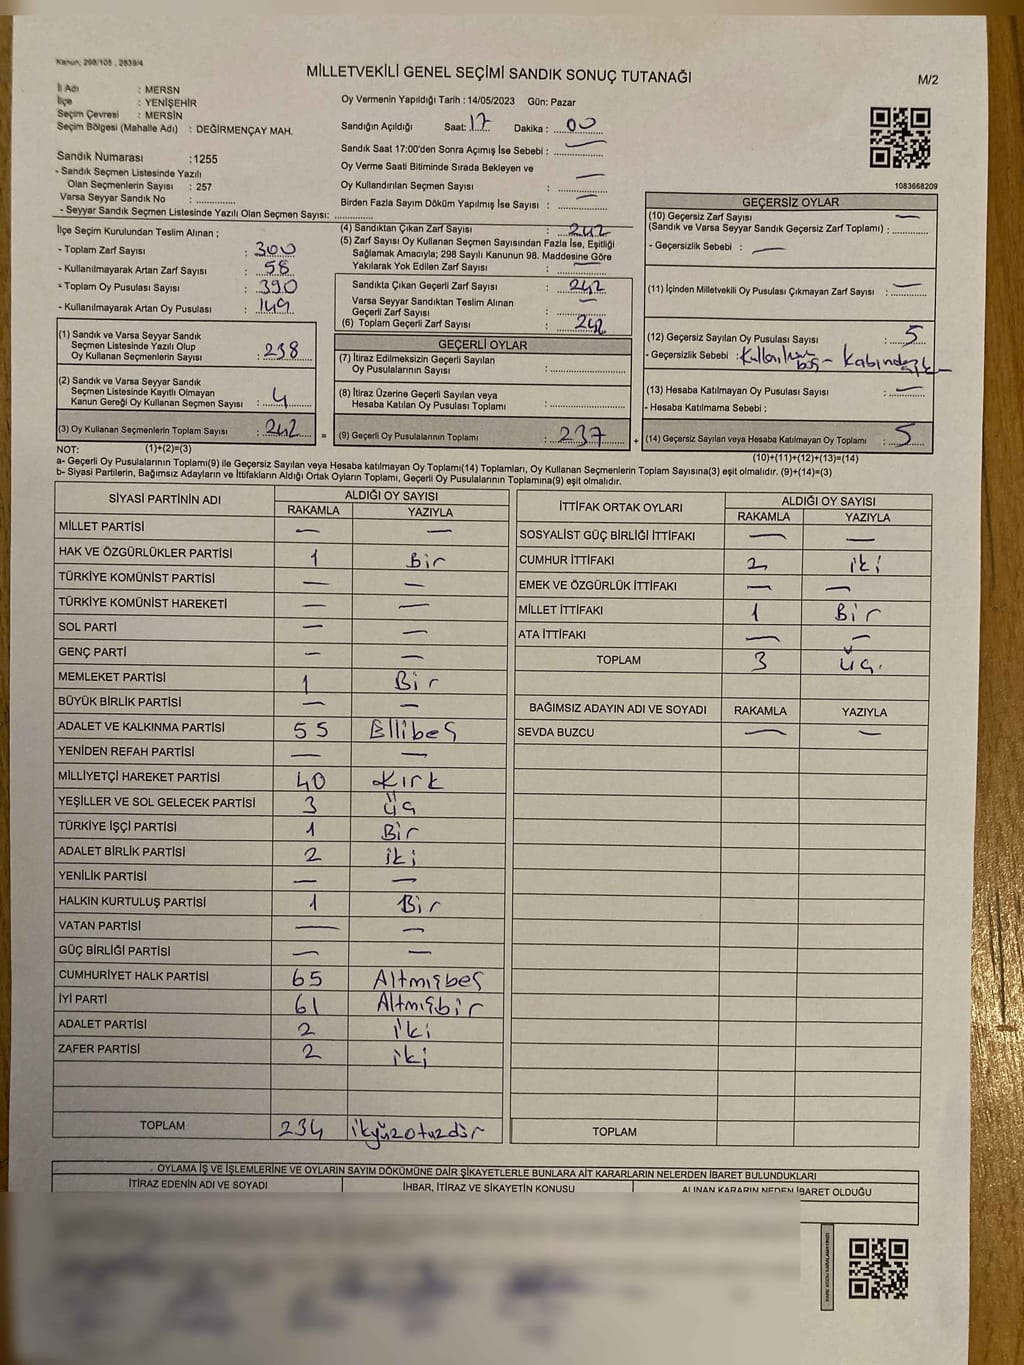 Kanun; 298/105 , 2839/4
MİLLETVEKİLİ GENEL SEÇİMİ SANDIK SONUÇ TUTANAĞI
M/2
İl Adı : MERSN
İlçe : YENİŞEHİR
Seçim Çevresi : MERSİN
Seçim Bölgesi (Mahalle Adı) : DEĞİRMENÇAY MAH.
Sandık Numarası :1255
- Sandık Seçmen Listesinde Yazılı
Olan Seçmenlerin Sayısı : 257
Varsa Seyyar Sandık No :
- Seyyar Sandık Seçmen Listesinde Yazılı Olan Seçmen Sayısı:
Oy Vermenin Yapıldığı Tarih : 14/05/2023 Gün: Pazar
Sandığın Açıldığı Saat: 17 Dakika : 00
Sandık Saat 17:00'den Sonra Açımış İse Sebebi : —
Oy Verme Saati Bitiminde Sırada Bekleyen ve
Oy Kullandırılan Seçmen Sayısı : —
Birden Fazla Sayım Döküm Yapılmış İse Sayısı : —
1083668209
İlçe Seçim Kurulundan Teslim Alınan ;
- Toplam Zarf Sayısı : 300
- Kullanılmayarak Artan Zarf Sayısı : 58
- Toplam Oy Pusulası Sayısı : 390
- Kullanılmayarak Artan Oy Pusulası : 149
(1) Sandık ve Varsa Seyyar Sandık
Seçmen Listesinde Yazılı Olup
Oy Kullanan Seçmenlerin Sayısı : 238
(2) Sandık ve Varsa Seyyar Sandık
Seçmen Listesinde Kayıtlı Olmayan
Kanun Gereği Oy Kullanan Seçmen Sayısı : 4
(3) Oy Kullanan Seçmenlerin Toplam Sayısı : 242
(4) Sandıktan Çıkan Zarf Sayısı : 242
(5) Zarf Sayısı Oy Kullanan Seçmen Sayısından Fazla İse, Eşitliği
Sağlamak Amacıyla; 298 Sayılı Kanunun 98. Maddesine Göre
Yakılarak Yok Edilen Zarf Sayısı : —
Sandıkta Çıkan Geçerli Zarf Sayısı : 242
Varsa Seyyar Sandıktan Teslim Alınan
Geçerli Zarf Sayısı : —
(6) Toplam Geçerli Zarf Sayısı : 242
GEÇERLİ OYLAR
(7) İtiraz Edilmeksizin Geçerli Sayılan
Oy Pusulalarının Sayısı :
(8) İtiraz Üzerine Geçerli Sayılan veya
Hesaba Katılan Oy Pusulası Toplamı :
= (9) Geçerli Oy Pusulalarının Toplamı : 237 +
GEÇERSİZ OYLAR
(10) Geçersiz Zarf Sayısı —
(Sandık ve Varsa Seyyar Sandık Geçersiz Zarf Toplamı) :
- Geçersizlik Sebebi : —
(11) İçinden Milletvekili Oy Pusulası Çıkmayan Zarf Sayısı : —
(12) Geçersiz Sayılan Oy Pusulası Sayısı : 5
- Geçersizlik Sebebi : boş -
(13) Hesaba Katılmayan Oy Pusulası Sayısı : —
- Hesaba Katılmama Sebebi :
(14) Geçersiz Sayılan veya Hesaba Katılmayan Oy Toplamı : 5
NOT: (1)+(2)=(3) (10)+(11)+(12)+(13)=(14)
a- Geçerli Oy Pusulalarının Toplamı(9) ile Geçersiz Sayılan veya Hesaba katılmayan Oy Toplamı(14) Toplamları, Oy Kullanan Seçmenlerin Toplam Sayısına(3) eşit olmalıdır. (9)+(14)=(3)
b- Siyasi Partilerin, Bağımsız Adayların ve İttifakların Aldığı Ortak Oyların Toplamı, Geçerli Oy Pusulalarının Toplamına(9) eşit olmalıdır.
SİYASİ PARTİNİN ADI ALDIĞI OY SAYISI
RAKAMLA YAZIYLA
MİLLET PARTİSİ — —
HAK VE ÖZGÜRLÜKLER PARTİSİ 1 Bir
TÜRKİYE KOMÜNİST PARTİSİ — —
TÜRKİYE KOMÜNİST HAREKETİ — —
SOL PARTİ — —
GENÇ PARTİ — —
MEMLEKET PARTİSİ 1 Bir
BÜYÜK BİRLİK PARTİSİ — —
ADALET VE KALKINMA PARTİSİ 55 Ellibeş
YENİDEN REFAH PARTİSİ — —
MİLLİYETÇİ HAREKET PARTİSİ 40 Kırk
YEŞİLLER VE SOL GELECEK PARTİSİ 3 üç
TÜRKİYE İŞÇİ PARTİSİ 1 Bir
ADALET BİRLİK PARTİSİ 2 iki
YENİLİK PARTİSİ — —
HALKIN KURTULUŞ PARTİSİ 1 Bir
VATAN PARTİSİ — —
GÜÇ BİRLİĞİ PARTİSİ — —
CUMHURİYET HALK PARTİSİ 65 Altmışbeş
İYİ PARTİ 61 Altmışbir
ADALET PARTİSİ 2 iki
ZAFER PARTİSİ 2 iki
TOPLAM 234 ikiyüzotuzdör
İTTİFAK ORTAK OYLARI ALDIĞI OY SAYISI
RAKAMLA YAZIYLA
SOSYALİST GÜÇ BİRLİĞİ İTTİFAKI — —
CUMHUR İTTİFAKI 2 iki
EMEK VE ÖZGÜRLÜK İTTİFAKI — —
MİLLET İTTİFAKI 1 Bir
ATA İTTİFAKI — —
TOPLAM 3 üç.
BAĞIMSIZ ADAYIN ADI VE SOYADI RAKAMLA YAZIYLA
SEVDA BUZCU — —
TOPLAM
OYLAMA İŞ VE İŞLEMLERİNE VE OYLARIN SAYIM DÖKÜMÜNE DAİR ŞİKAYETLERLE BUNLARA AİT KARARLARIN NELERDEN İBARET BULUNDUKLARI
İTİRAZ EDENİN ADI VE SOYADI İHBAR, İTİRAZ VE ŞİKAYETİN KONUSU ALINAN KARARIN NEDEN İBARET OLDUĞU